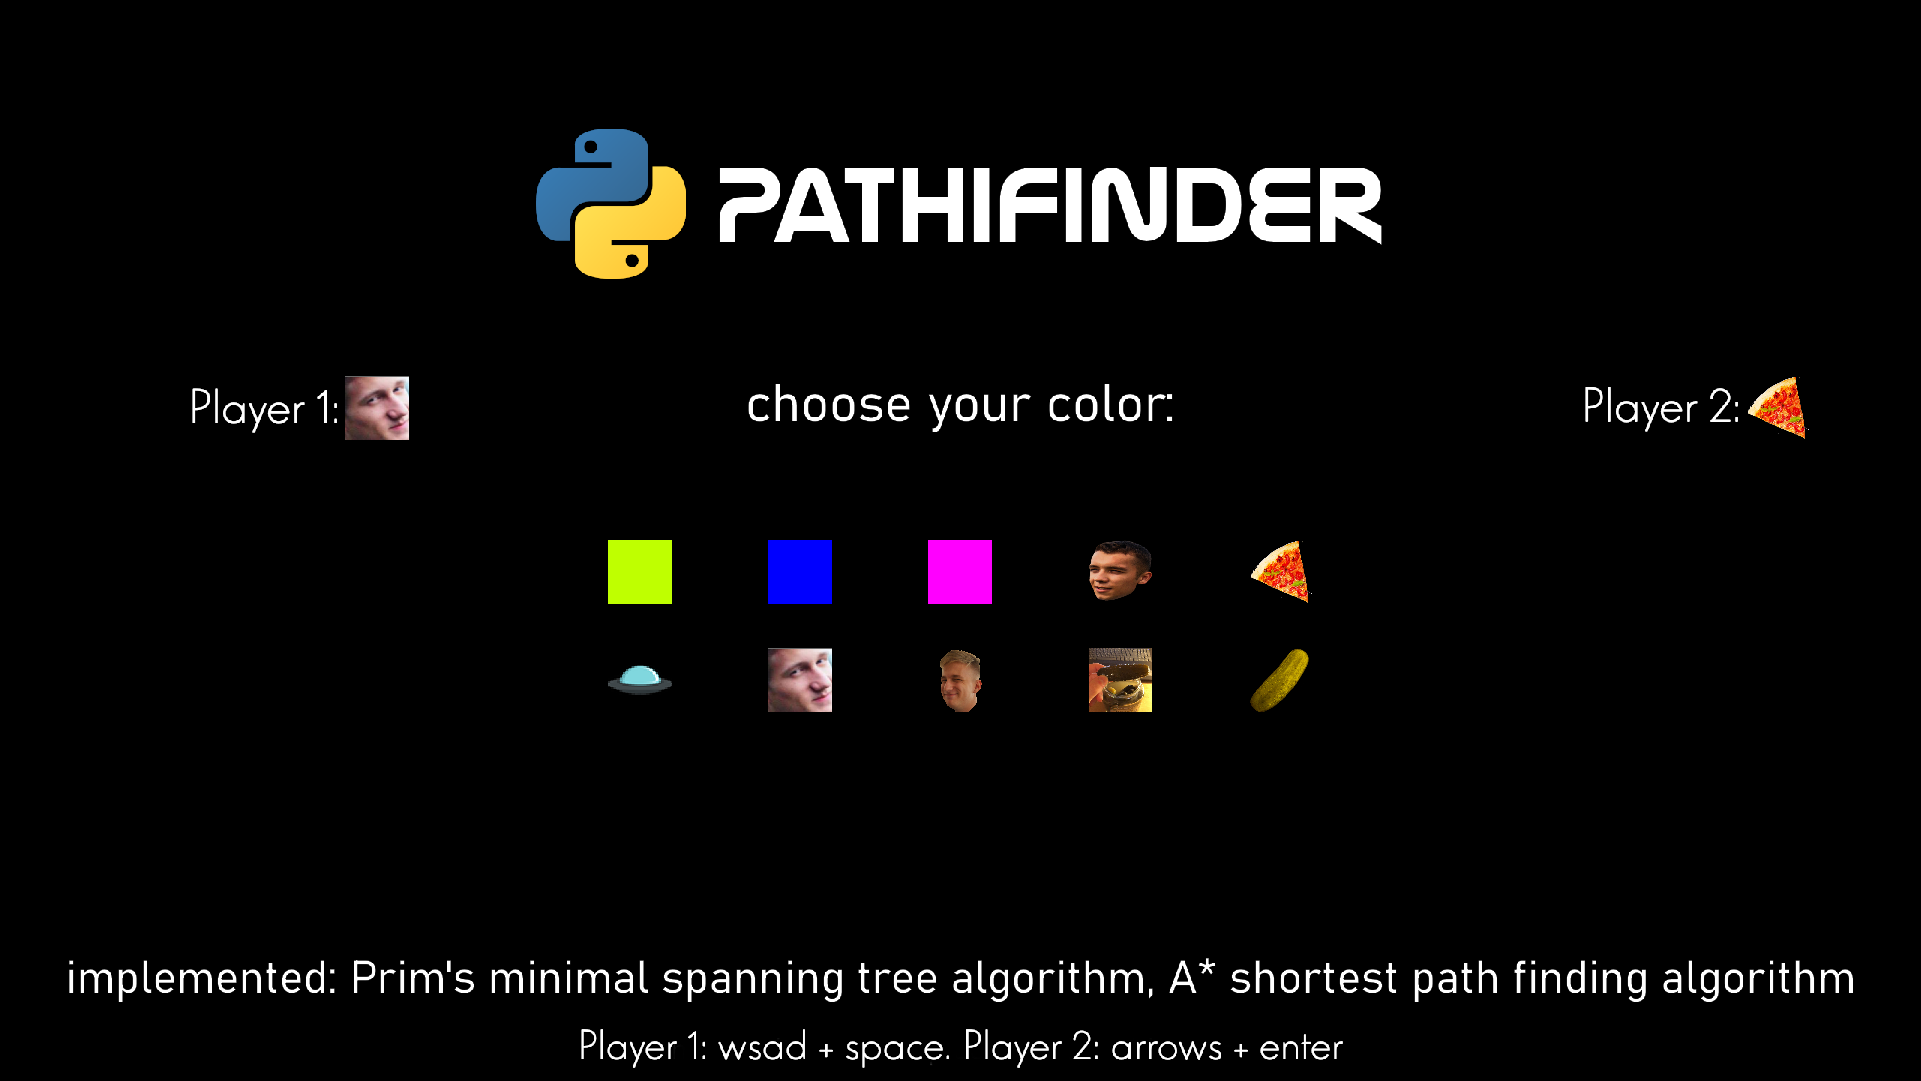 PATHIFINDER
Player 1:
choose your color:
Player 2:
implemented: Prim's minimal spanning tree algorithm, A* shortest path finding algorithm
Player 1: wsad + space. Player 2: arrows + enter